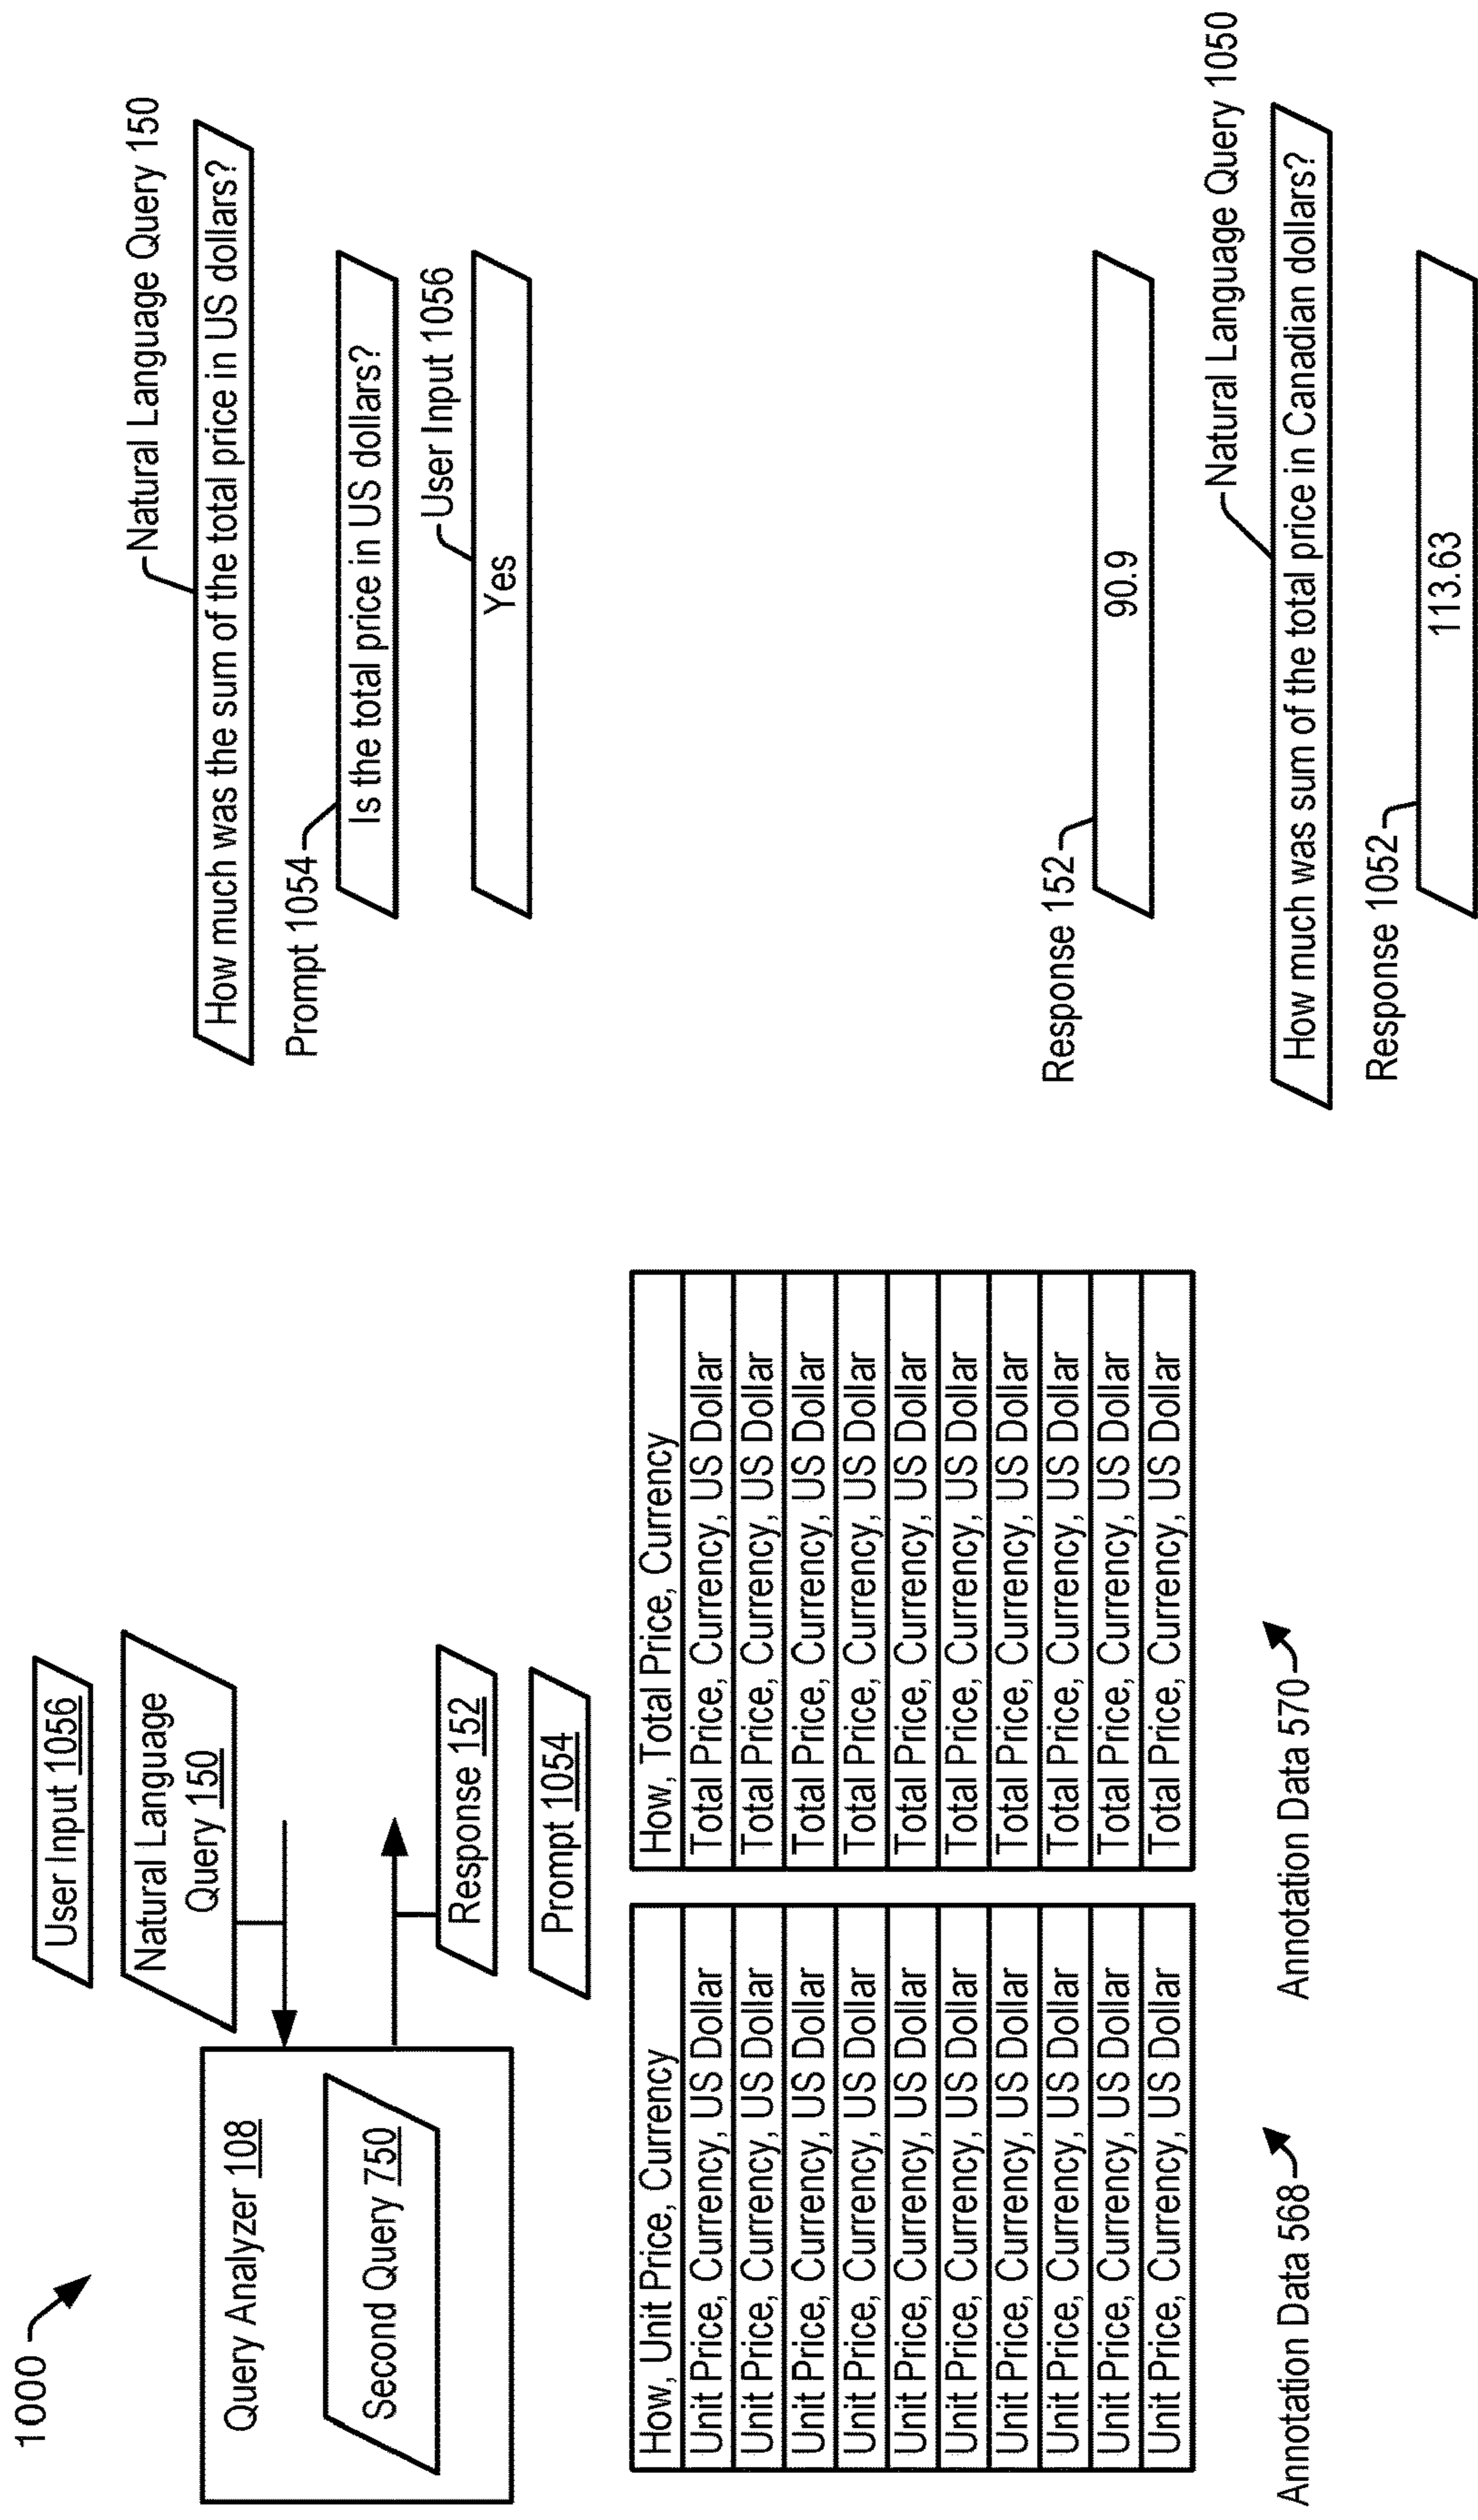 1000
User Input 1056
Natural Language
Query 150
Query Analyzer 108
Second Query 750
Response 152
Prompt 1054
How, Unit Price, Currency
Unit Price, Currency, US Dollar
Unit Price, Currency, US Dollar
Unit Price, Currency, US Dollar
Unit Price, Currency, US Dollar
Unit Price, Currency, US Dollar
Unit Price, Currency, US Dollar
Unit Price, Currency, US Dollar
Unit Price, Currency, US Dollar
Unit Price, Currency, US Dollar
Unit Price, Currency, US Dollar
Annotation Data 568
How, Total Price, Currency
Total Price, Currency, US Dollar
Total Price, Currency, US Dollar
Total Price, Currency, US Dollar
Total Price, Currency, US Dollar
Total Price, Currency, US Dollar
Total Price, Currency, US Dollar
Total Price, Currency, US Dollar
Total Price, Currency, US Dollar
Total Price, Currency, US Dollar
Total Price, Currency, US Dollar
Annotation Data 570
Natural Language Query 150
How much was the sum of the total price in US dollars?
Prompt 1054
Is the total price in US dollars?
User Input 1056
Yes
Response 152
90.9
Natural Language Query 1050
How much was sum of the total price in Canadian dollars?
Response 1052
113.63